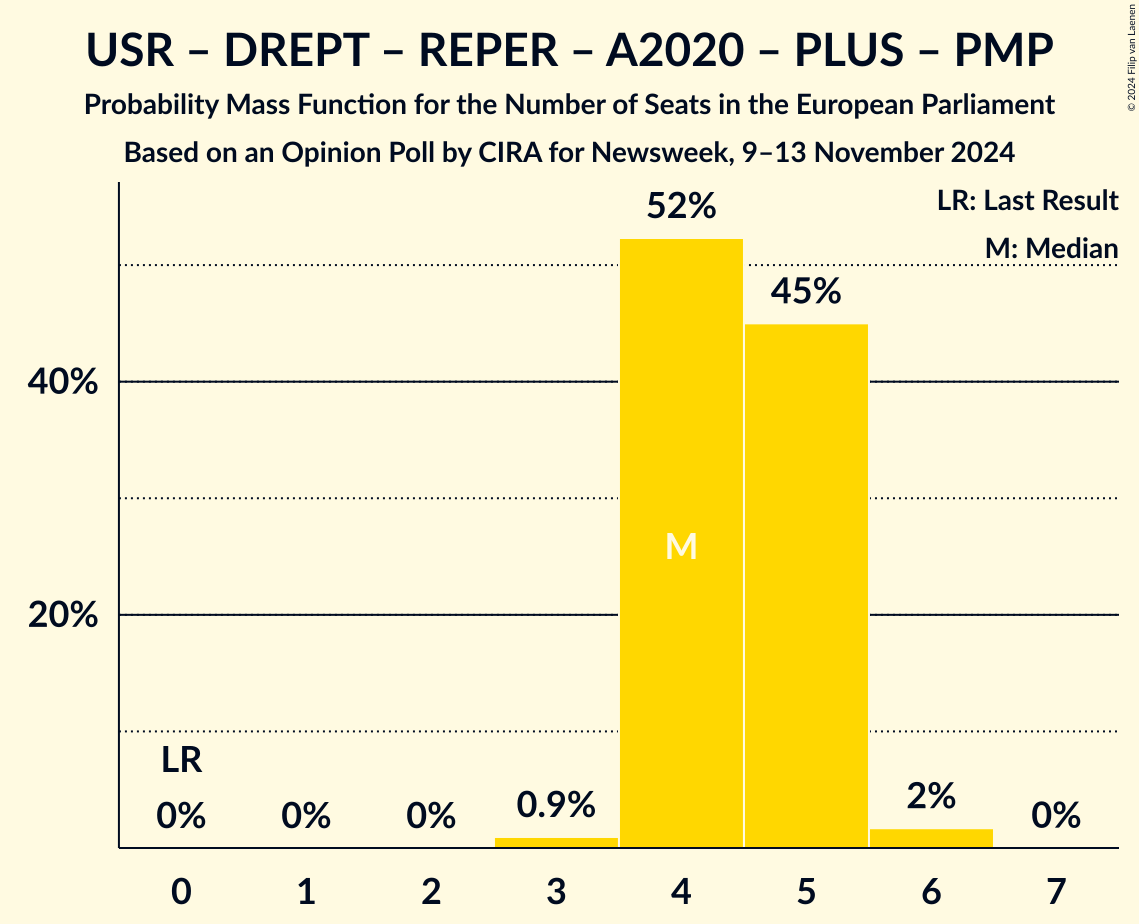 USR – DREPT – REPER – A2020 – PLUS – PMP
Probability Mass Function for the Number of Seats in the European Parliament
Based on an Opinion Poll by CIRA for Newsweek, 9–13 November 2024
© 2024 Filip van Laenen
LR: Last Result
M: Median
52%
45%
40%
M
20%
LR
0% 0% 0% 0.9% 2% 0%
0 1 2 3 4 5 6 7